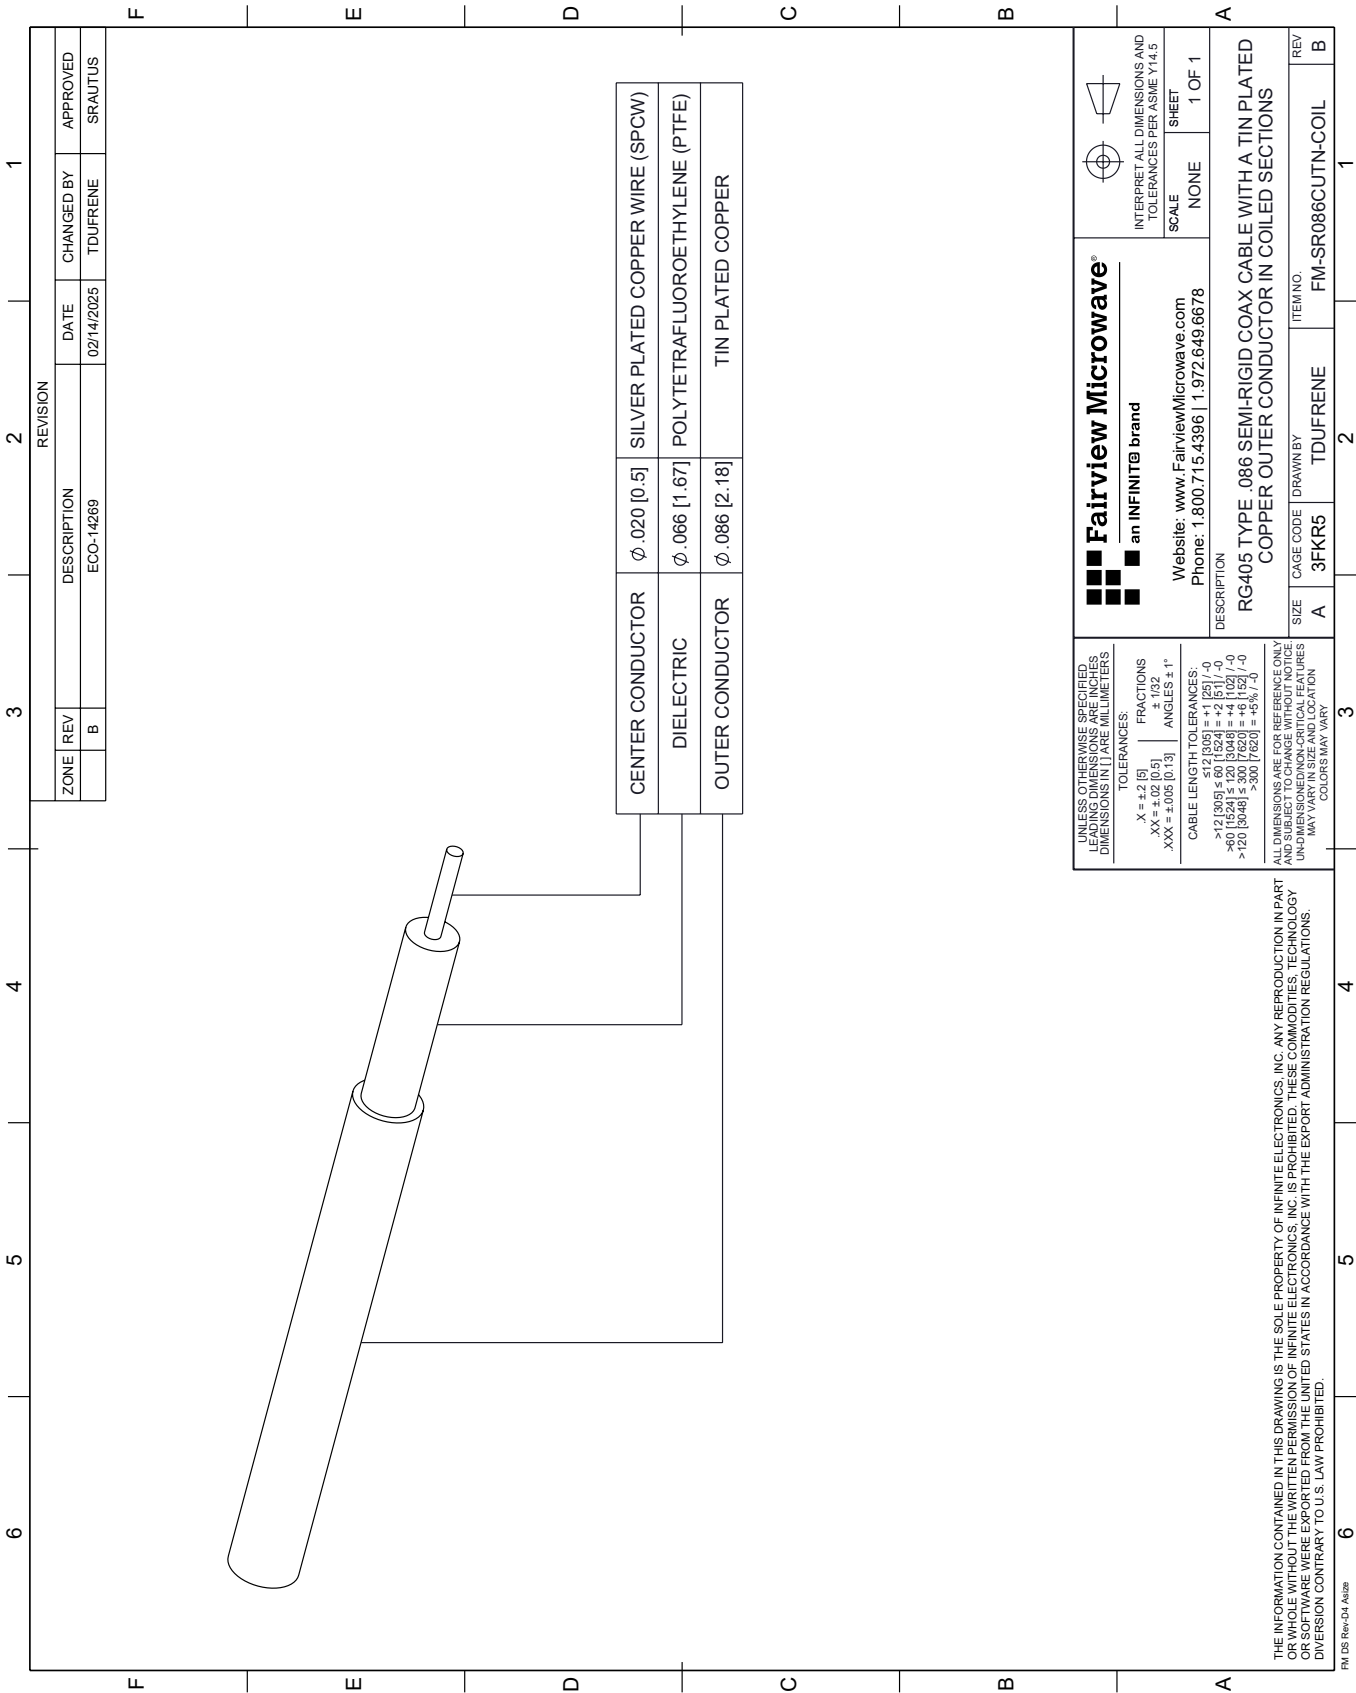 6 5 4 3 2 1
REVISION
ZONE REV DESCRIPTION DATE CHANGED BY APPROVED
B ECO-14269 02/14/2025 TDUFRENE SRAUTUS
F F
E E
D D
C C
B B
A A
CENTER CONDUCTOR Ø.020 [0.5] SILVER PLATED COPPER WIRE (SPCW)
DIELECTRIC Ø.066 [1.67] POLYTETRAFLUOROETHYLENE (PTFE)
OUTER CONDUCTOR Ø.086 [2.18] TIN PLATED COPPER
UNLESS OTHERWISE SPECIFIED
LEADING DIMENSIONS ARE INCHES
DIMENSIONS IN [ ] ARE MILLIMETERS
TOLERANCES:
.X = ±.2 [5] FRACTIONS
.XX = ±.02 [0.5] ± 1/32
.XXX = ±.005 [0.13] ANGLES ± 1°
CABLE LENGTH TOLERANCES:
≤12 [305] = +1 [25] / -0
>12 [305] ≤ 60 [1524] = +2 [51] / -0
>60 [1524] ≤ 120 [3048] = +4 [102] / -0
>120 [3048] ≤ 300 [7620] = +6 [152] / -0
>300 [7620] = +5% / -0
ALL DIMENSIONS ARE FOR REFERENCE ONLY
AND SUBJECT TO CHANGE WITHOUT NOTICE.
UN-DIMENSIONED/NON-CRITICAL FEATURES
MAY VARY IN SIZE AND LOCATION
COLORS MAY VARY
Fairview Microwave®
an INFINITE brand
Website: www.FairviewMicrowave.com
Phone: 1.800.715.4396 | 1.972.649.6678
INTERPRET ALL DIMENSIONS AND
TOLERANCES PER ASME Y14.5
SCALE SHEET
NONE 1 OF 1
DESCRIPTION
RG405 TYPE .086 SEMI-RIGID COAX CABLE WITH A TIN PLATED
COPPER OUTER CONDUCTOR IN COILED SECTIONS
SIZE CAGE CODE DRAWN BY ITEM NO. REV
A 3FKR5 TDUFRENE FM-SR086CUTN-COIL B
THE INFORMATION CONTAINED IN THIS DRAWING IS THE SOLE PROPERTY OF INFINITE ELECTRONICS, INC. ANY REPRODUCTION IN PART
OR WHOLE WITHOUT THE WRITTEN PERMISSION OF INFINITE ELECTRONICS, INC. IS PROHIBITED. THESE COMMODITIES, TECHNOLOGY
OR SOFTWARE WERE EXPORTED FROM THE UNITED STATES IN ACCORDANCE WITH THE EXPORT ADMINISTRATION REGULATIONS.
DIVERSION CONTRARY TO U.S. LAW PROHIBITED.
6 5 4 3 2 1
FM DS Rev-D4 Asize